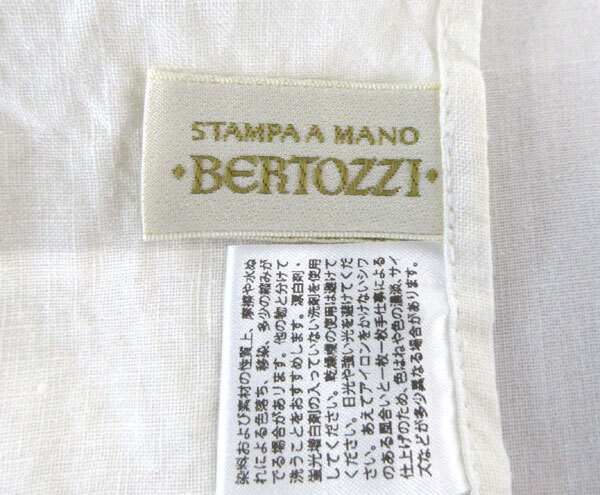 STAMPA A MANO
•BERTOZZI•
染料および素材の性質上、摩擦や水ぬ
れによる色落ち、移染、多少の縮みが
でる場合があります。他の物と分けて
洗うことをおすすめします。漂白剤・
蛍光増白剤の入っていない洗剤を使用
してください。乾燥機の使用は避けて
ください。日光や強い光を避けてくだ
さい。あえてアイロンをかけないシワ
のある風合いと一枚一枚手仕事による
仕上げのため、色はねや色の濃淡、サイ
ズなどが多少異なる場合があります。